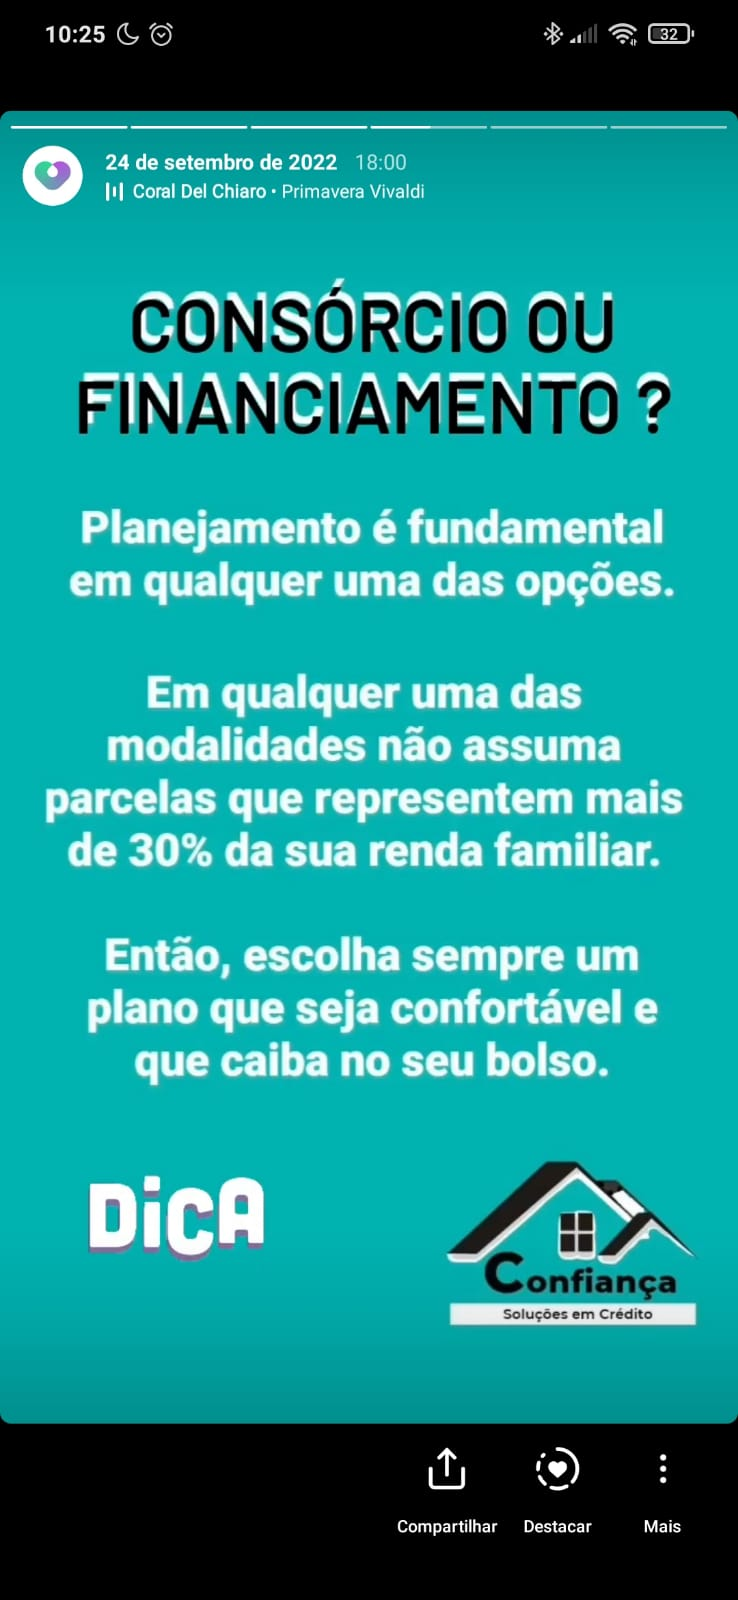 10:25
32
24 de setembro de 2022 18:00
Coral Del Chiaro • Primavera Vivaldi
CONSÓRCIO OU
FINANCIAMENTO ?
Planejamento é fundamental
em qualquer uma das opções.
Em qualquer uma das
modalidades não assuma
parcelas que representem mais
de 30% da sua renda familiar.
Então, escolha sempre um
plano que seja confortável e
que caiba no seu bolso.
DiCA
Confiança
Soluções em Crédito
Compartilhar Destacar Mais